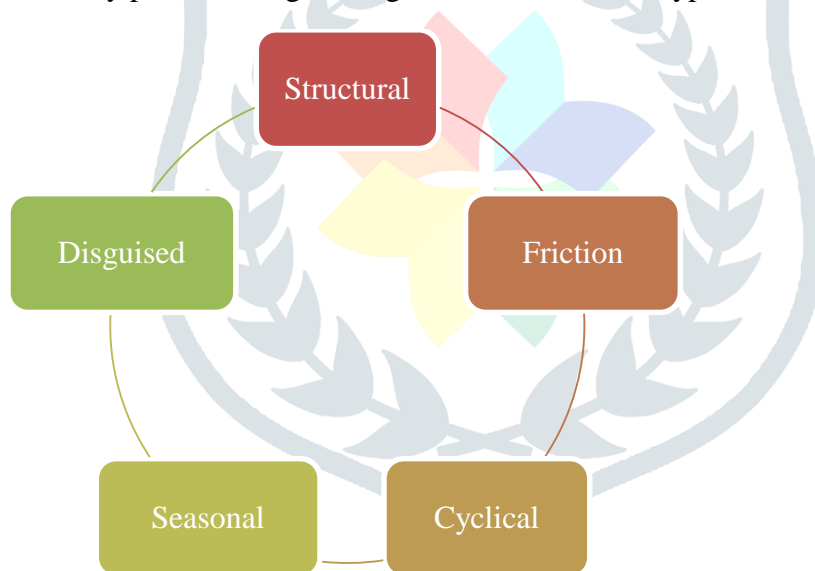 Structural
Disguised
Friction
Seasonal
Cyclical